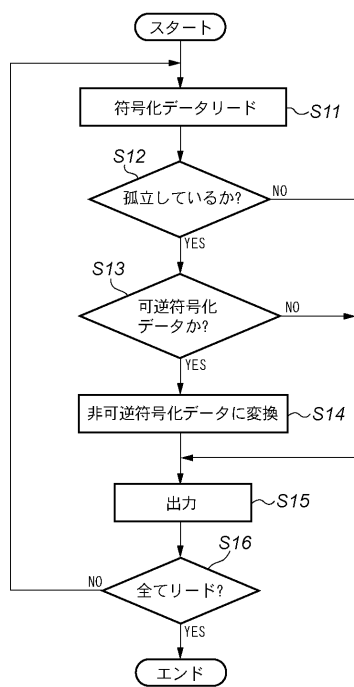 スタート
符号化データリード
S11
S12
孤立しているか?
NO
YES
S13
可逆符号化
データか?
NO
YES
非可逆符号化データに変換
S14
出力
S15
S16
全てリード?
NO
YES
エンド